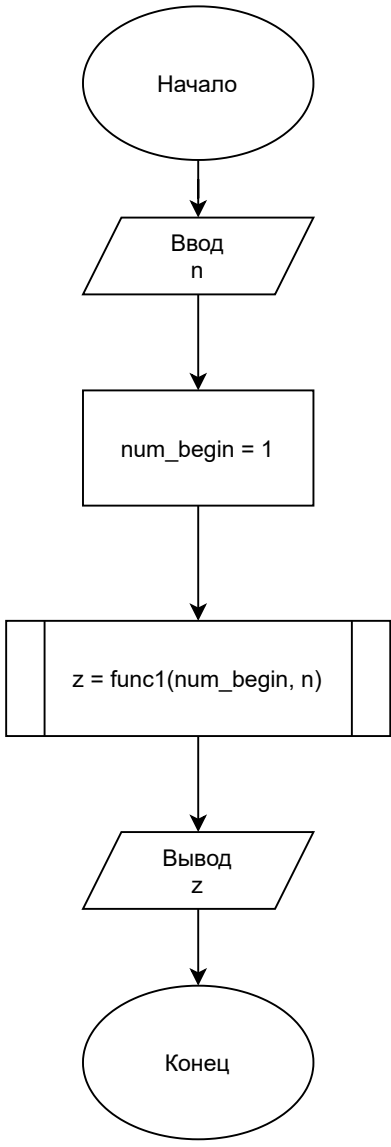 Начало
Ввод
n
num_begin = 1
z = func1(num_begin, n)
Вывод
z
Конец